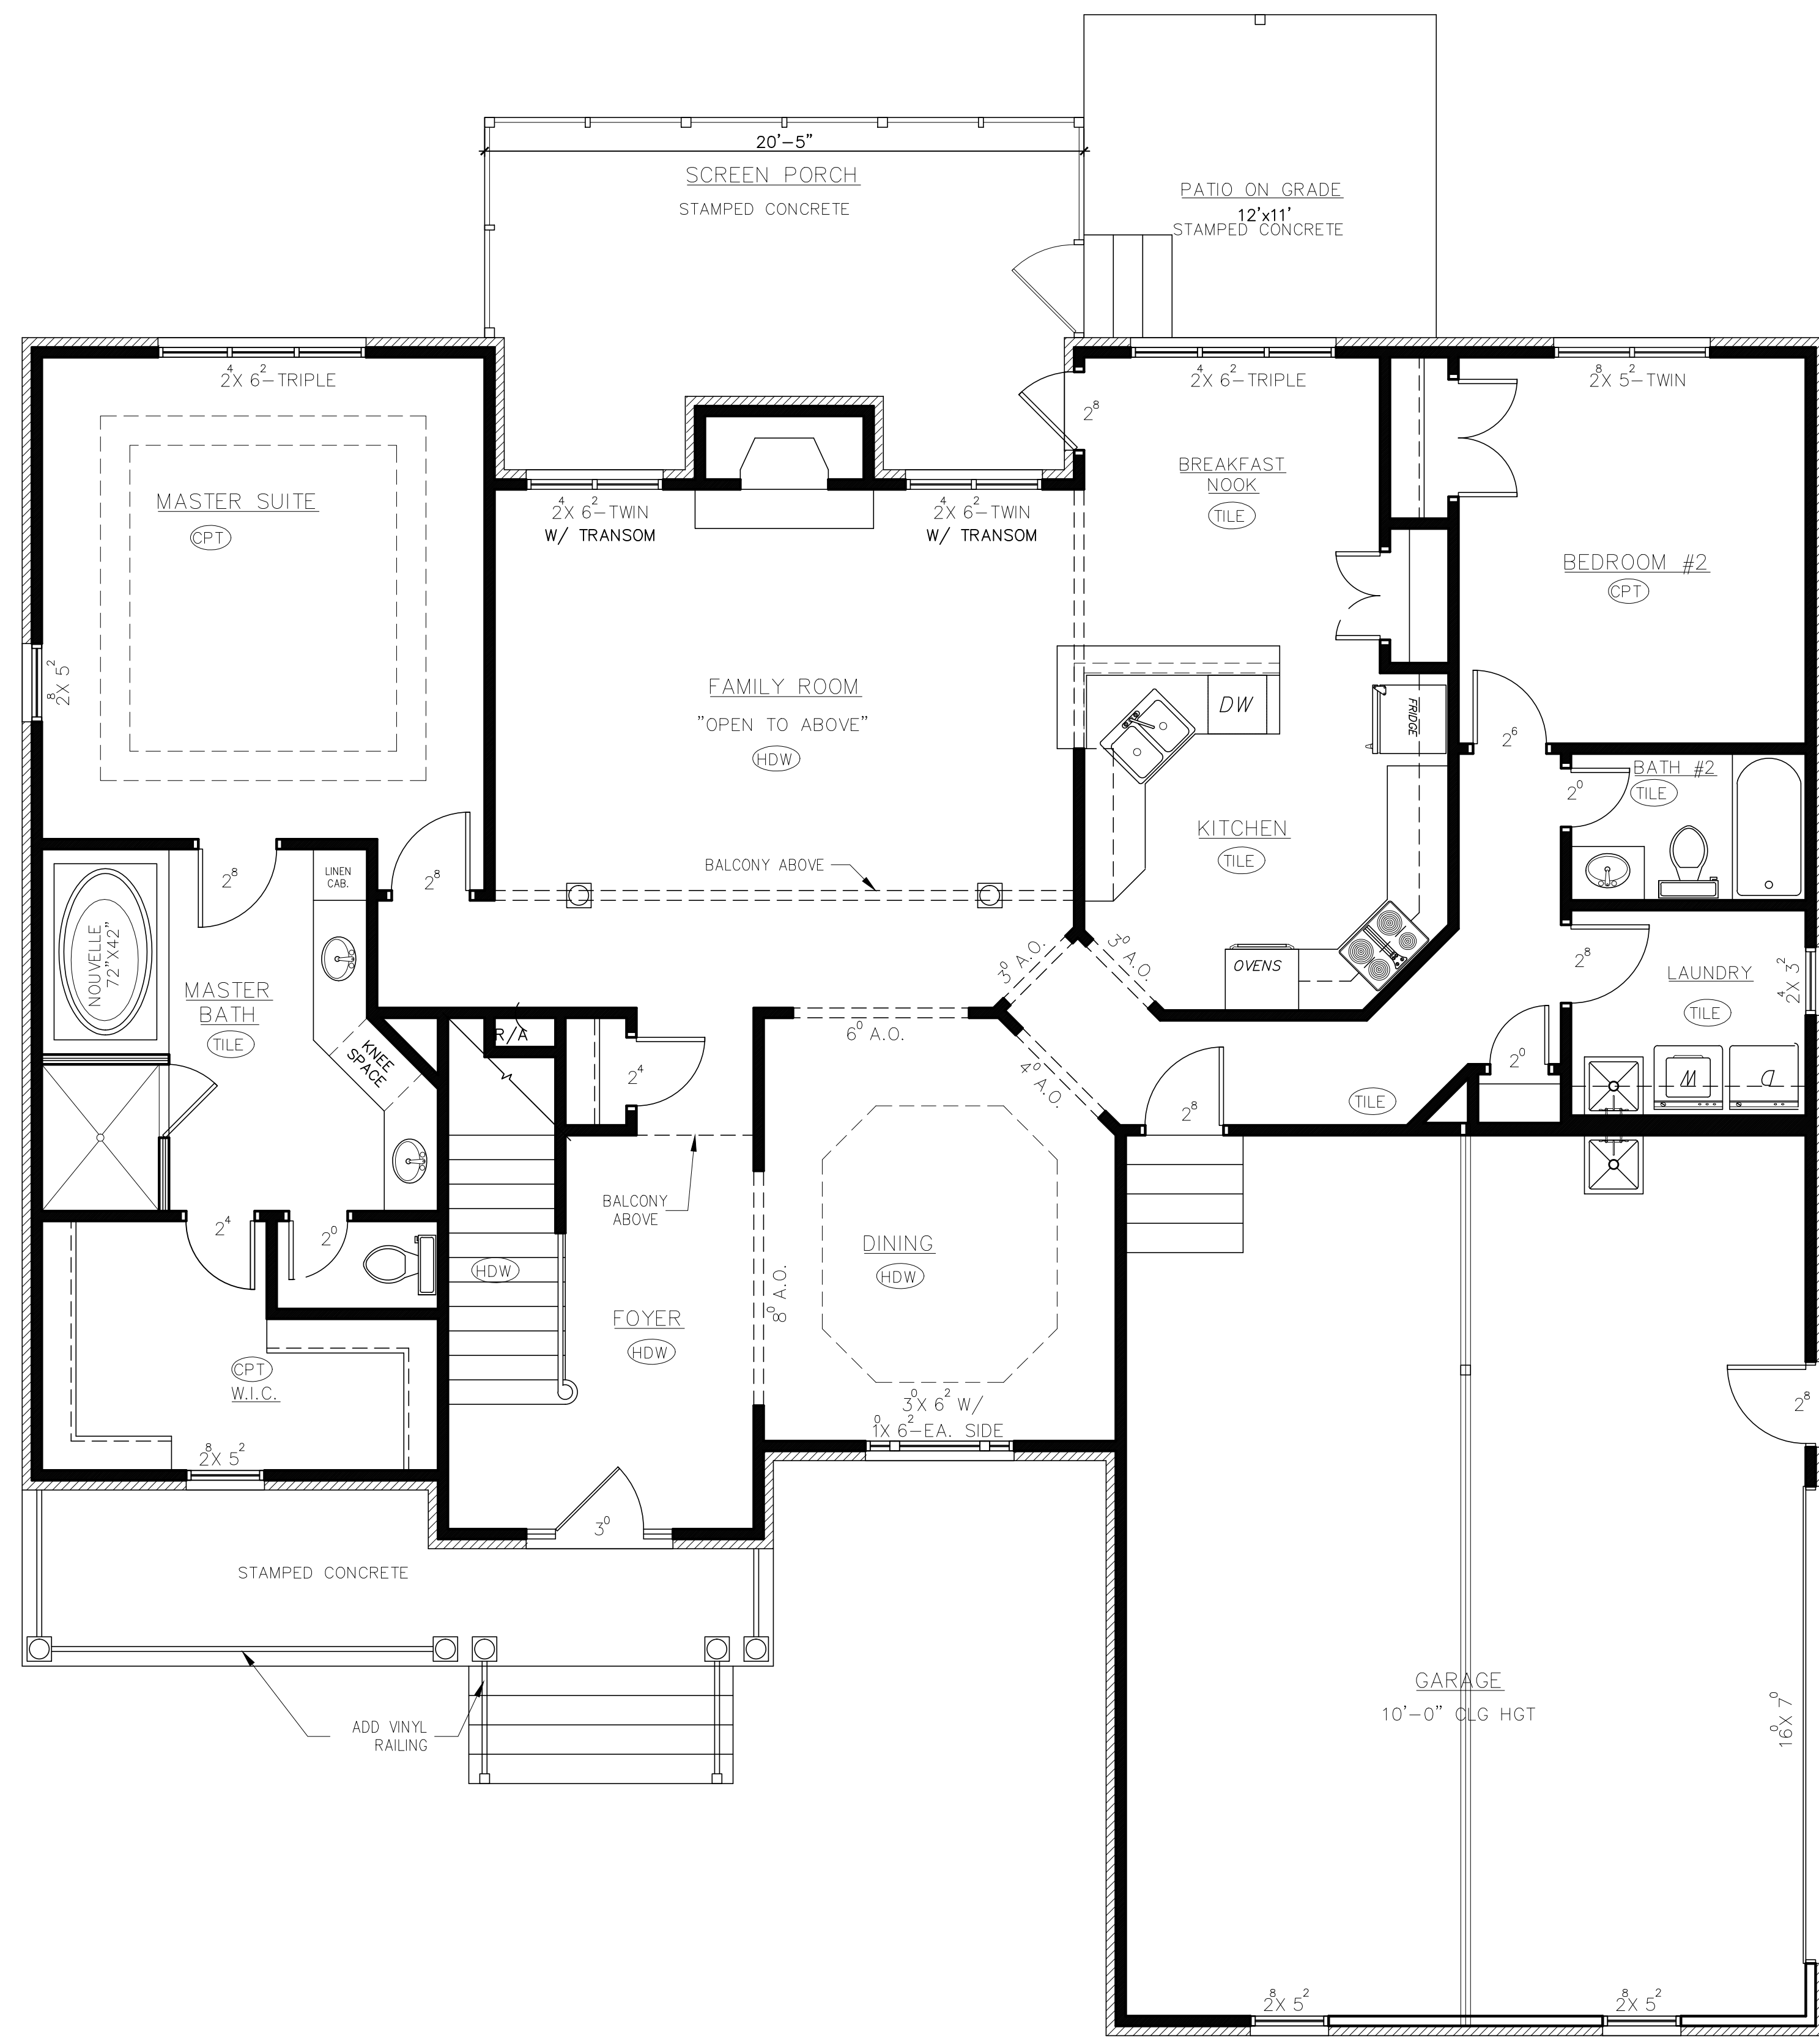 20'-5"
SCREEN PORCH
STAMPED CONCRETE
PATIO ON GRADE
12'x11'
STAMPED CONCRETE
2⁴X 6²-TRIPLE
2⁴X 6²-TRIPLE
2⁸X 5²-TWIN
2⁸
MASTER SUITE
CPT
2⁴X 6²-TWIN
W/ TRANSOM
2⁴X 6²-TWIN
W/ TRANSOM
BREAKFAST
NOOK
TILE
BEDROOM #2
CPT
2⁸X 5²
FAMILY ROOM
"OPEN TO ABOVE"
HDW
DW
FRIDGE
2⁶
BATH #2
TILE
2⁰
KITCHEN
TILE
BALCONY ABOVE
2⁸
LINEN
CAB.
2⁸
NOUVELLE
72"X42"
MASTER
BATH
TILE
KNEE
SPACE
3⁰ A.O.
3⁰ A.O.
OVENS
2⁸
LAUNDRY
TILE
2⁴X 3²
R/A
6⁰ A.O.
2⁴
4⁰ A.O.
2⁸
TILE
2⁰
W
D
BALCONY
ABOVE
2⁴
2⁰
HDW
DINING
HDW
8⁰ A.O.
FOYER
HDW
CPT
W.I.C.
2⁸X 5²
3⁰X 6² W/
1⁰X 6²-EA. SIDE
2⁸
3⁰
STAMPED CONCRETE
ADD VINYL
RAILING
GARAGE
10'-0" CLG HGT
16⁰X 7⁰
2⁸X 5²
2⁸X 5²